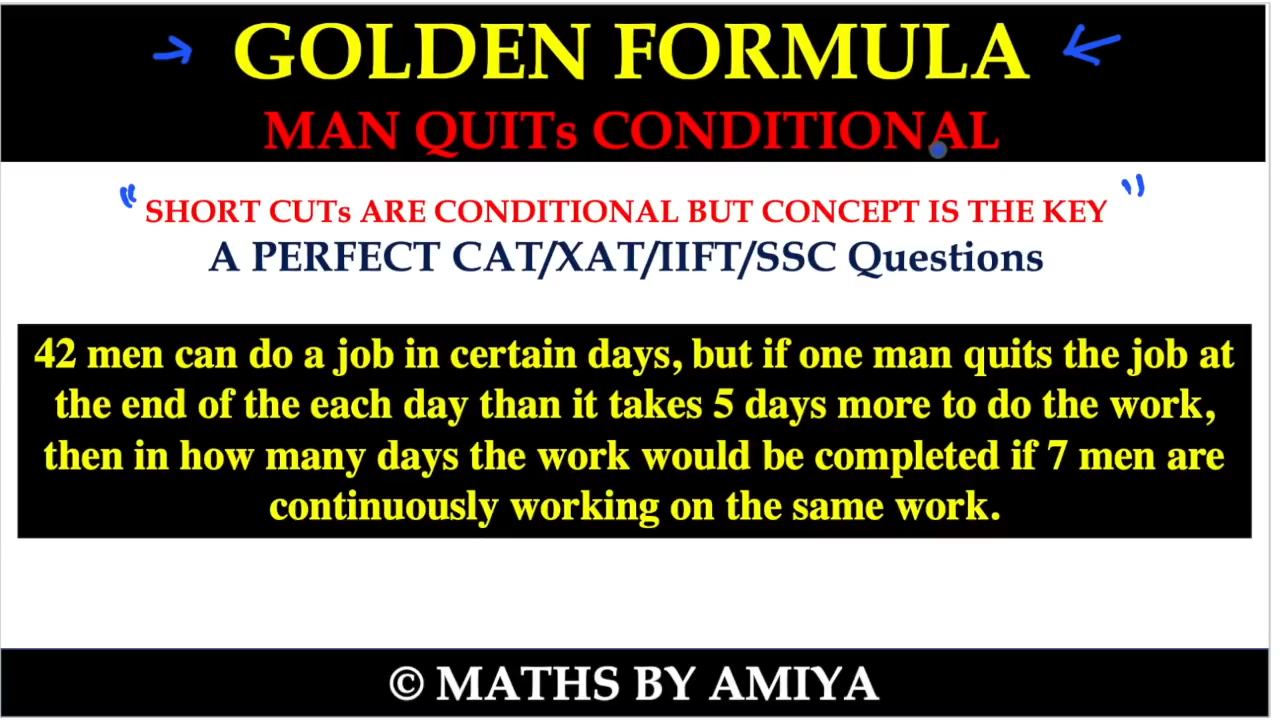 GOLDEN FORMULA
MAN QUITs CONDITIONAL
" SHORT CUTs ARE CONDITIONAL BUT CONCEPT IS THE KEY "
A PERFECT CAT/XAT/IIFT/SSC Questions
42 men can do a job in certain days, but if one man quits the job at
the end of the each day than it takes 5 days more to do the work,
then in how many days the work would be completed if 7 men are
continuously working on the same work.
© MATHS BY AMIYA